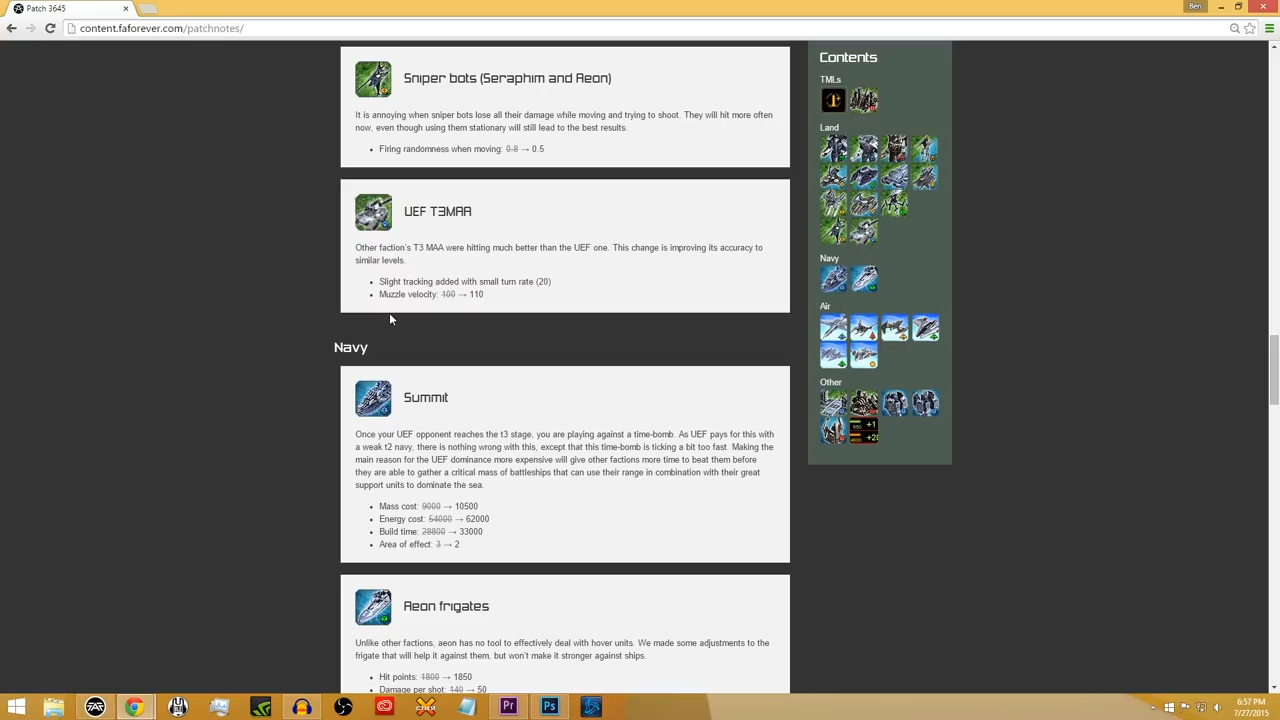 Patch 3645
Ben
content.faforever.com/patchnotes/
Sniper bots (Seraphim and Aeon)
It is annoying when sniper bots lose all their damage while moving and trying to shoot. They will hit more often
now, even though using them stationary will still lead to the best results.
Firing randomness when moving: 0.8 → 0.5
UEF T3MAA
Other faction's T3 MAA were hitting much better than the UEF one. This change is improving its accuracy to
similar levels.
Slight tracking added with small turn rate (20)
Muzzle velocity: 100 → 110
Navy
Summit
Once your UEF opponent reaches the t3 stage, you are playing against a time-bomb. As UEF pays for this with
a weak t2 navy, there is nothing wrong with this, except that this time-bomb is ticking a bit too fast. Making the
main reason for the UEF dominance more expensive will give other factions more time to beat them before
they are able to gather a critical mass of battleships that can use their range in combination with their great
support units to dominate the sea.
Mass cost: 9000 → 10500
Energy cost: 54000 → 62000
Build time: 28800 → 33000
Area of effect: 3 → 2
Aeon frigates
Unlike other factions, aeon has no tool to effectively deal with hover units. We made some adjustments to the
frigate that will help it against them, but won't make it stronger against ships.
Hit points: 1800 → 1850
Damage per shot: 140 → 50
Contents
TMLs
Land
Navy
Air
Other
+1
Pr
Ps
6:57 PM
7/27/2015